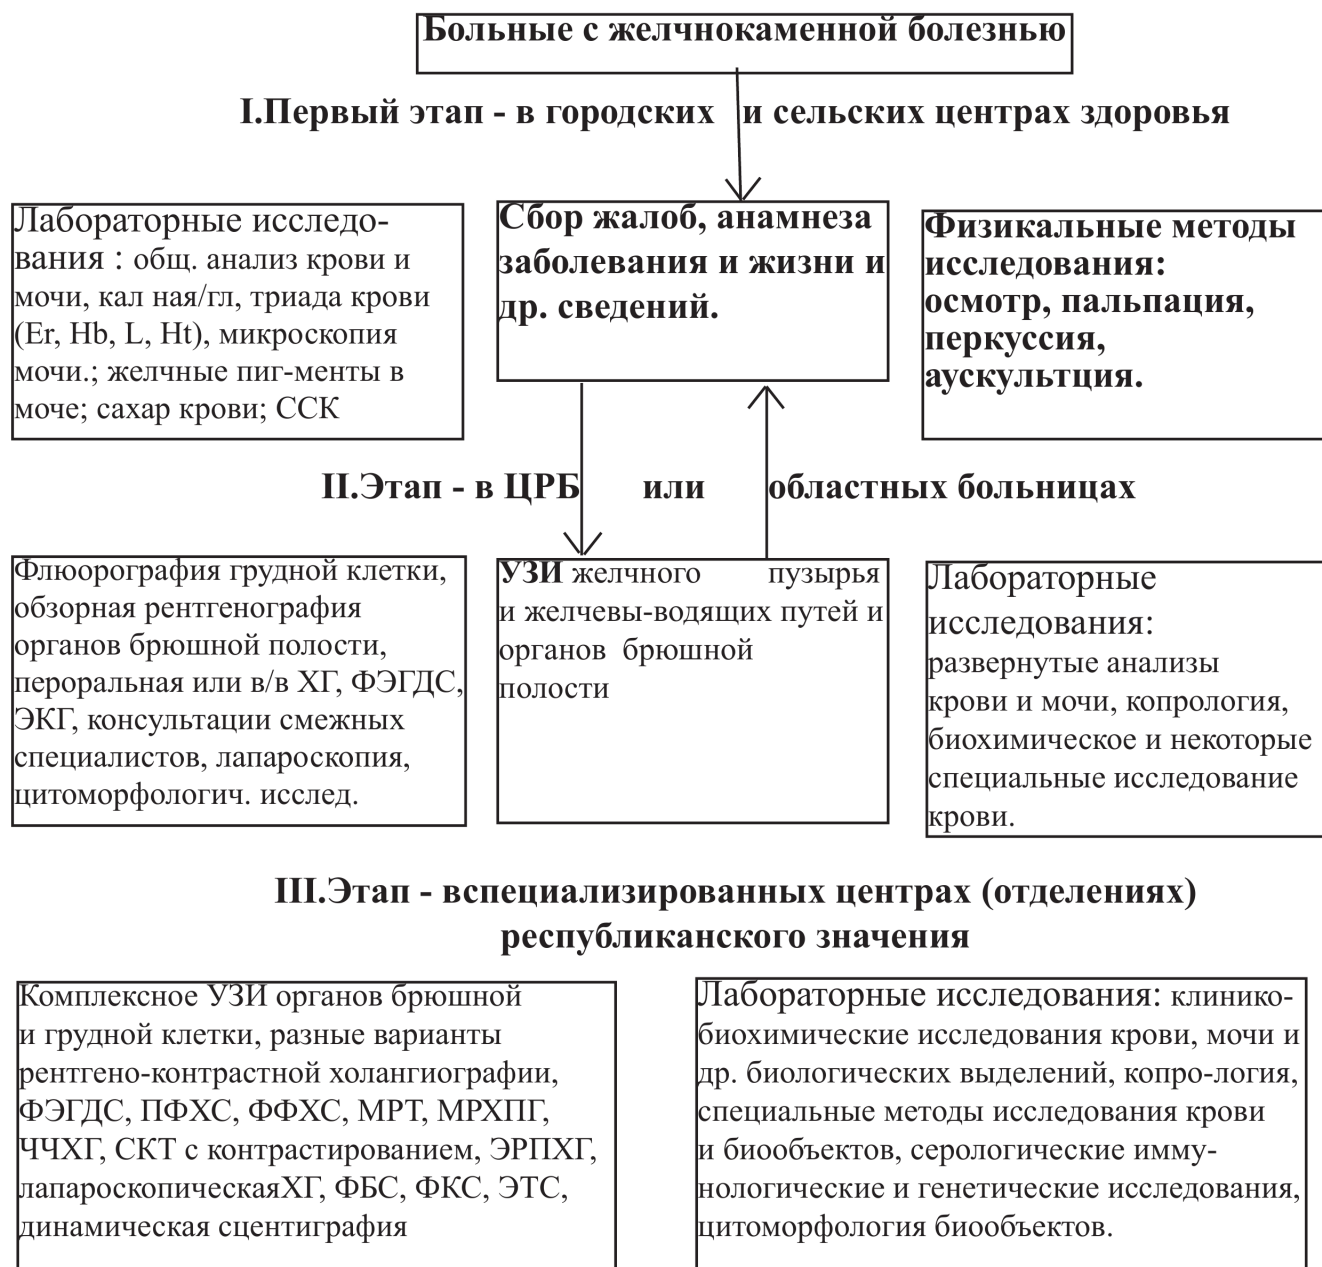 Больные с желчнокаменной болезнью
I.Первый этап - в городских и сельских центрах здоровья
Лабораторные исследо-
вания : общ. анализ крови и
мочи, кал ная/гл, триада крови
(Er, Hb, L, Ht), микроскопия
мочи.; желчные пиг-менты в
моче; сахар крови; ССК
Сбор жалоб, анамнеза
заболевания и жизни и
др. сведений.
Физикальные методы
исследования:
осмотр, пальпация,
перкуссия,
аускультция.
II.Этап - в ЦРБ или областных больницах
Флюорография грудной клетки,
обзорная рентгенография
органов брюшной полости,
пероральная или в/в ХГ, ФЭГДС,
ЭКГ, консультации смежных
специалистов, лапароскопия,
цитоморфологич. исслед.
УЗИ желчного пузырья
и желчевы-водящих путей и
органов брюшной
полости
Лабораторные
исследования:
развернутые анализы
крови и мочи, копрология,
биохимическое и некоторые
специальные исследование
крови.
III.Этап - вспециализированных центрах (отделениях)
республиканского значения
Комплексное УЗИ органов брюшной
и грудной клетки, разные варианты
рентгено-контрастной холангиографии,
ФЭГДС, ПФХС, ФФХС, МРТ, МРХПГ,
ЧЧХГ, СКТ с контрастированием, ЭРПХГ,
лапароскопическаяХГ, ФБС, ФКС, ЭТС,
динамическая сцентиграфия
Лабораторные исследования: клинико-
биохимические исследования крови, мочи и
др. биологических выделений, копро-логия,
специальные методы исследования крови
и биообъектов, серологические имму-
нологические и генетические исследования,
цитоморфология биообъектов.